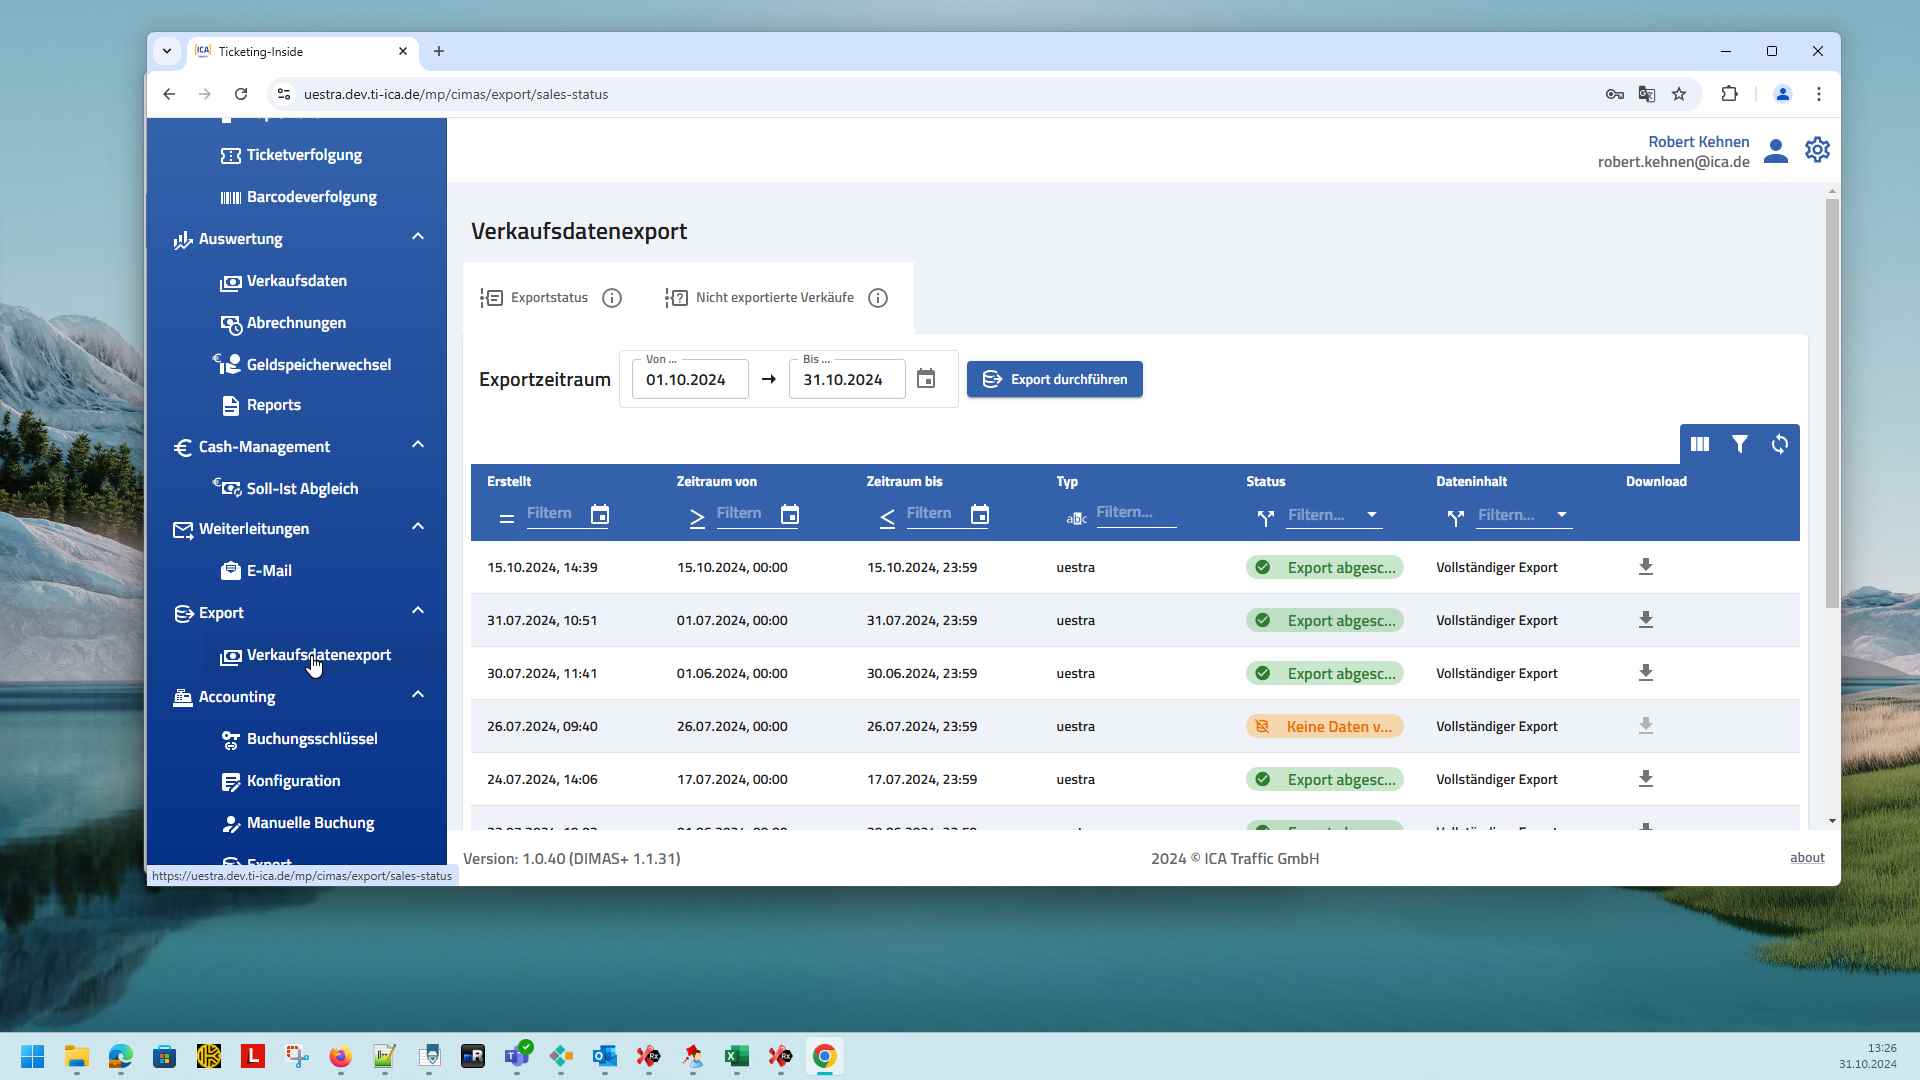 Ticketing-Inside
uestra.dev.ti-ica.de/mp/cimas/export/sales-status
Ticketverfolgung
Barcodeverfolgung
Auswertung
Verkaufsdaten
Abrechnungen
Geldspeicherwechsel
Reports
Cash-Management
Soll-Ist Abgleich
Weiterleitungen
E-Mail
Export
Verkaufsdatenexport
Accounting
Buchungsschlüssel
Konfiguration
Manuelle Buchung
Export
https://uestra.dev.ti-ica.de/mp/cimas/export/sales-status
Robert Kehnen
robert.kehnen@ica.de
Verkaufsdatenexport
Exportstatus Nicht exportierte Verkäufe
Exportzeitraum Von ... 01.10.2024 Bis ... 31.10.2024 Export durchführen
Erstellt Zeitraum von Zeitraum bis Typ Status Dateninhalt Download
Filtern Filtern Filtern Filtern... Filtern... Filtern...
15.10.2024, 14:39 15.10.2024, 00:00 15.10.2024, 23:59 uestra Export abgesc... Vollständiger Export
31.07.2024, 10:51 01.07.2024, 00:00 31.07.2024, 23:59 uestra Export abgesc... Vollständiger Export
30.07.2024, 11:41 01.06.2024, 00:00 30.06.2024, 23:59 uestra Export abgesc... Vollständiger Export
26.07.2024, 09:40 26.07.2024, 00:00 26.07.2024, 23:59 uestra Keine Daten v... Vollständiger Export
24.07.2024, 14:06 17.07.2024, 00:00 17.07.2024, 23:59 uestra Export abgesc... Vollständiger Export
Version: 1.0.40 (DIMAS+ 1.1.31) 2024 © ICA Traffic GmbH about
13:26
31.10.2024